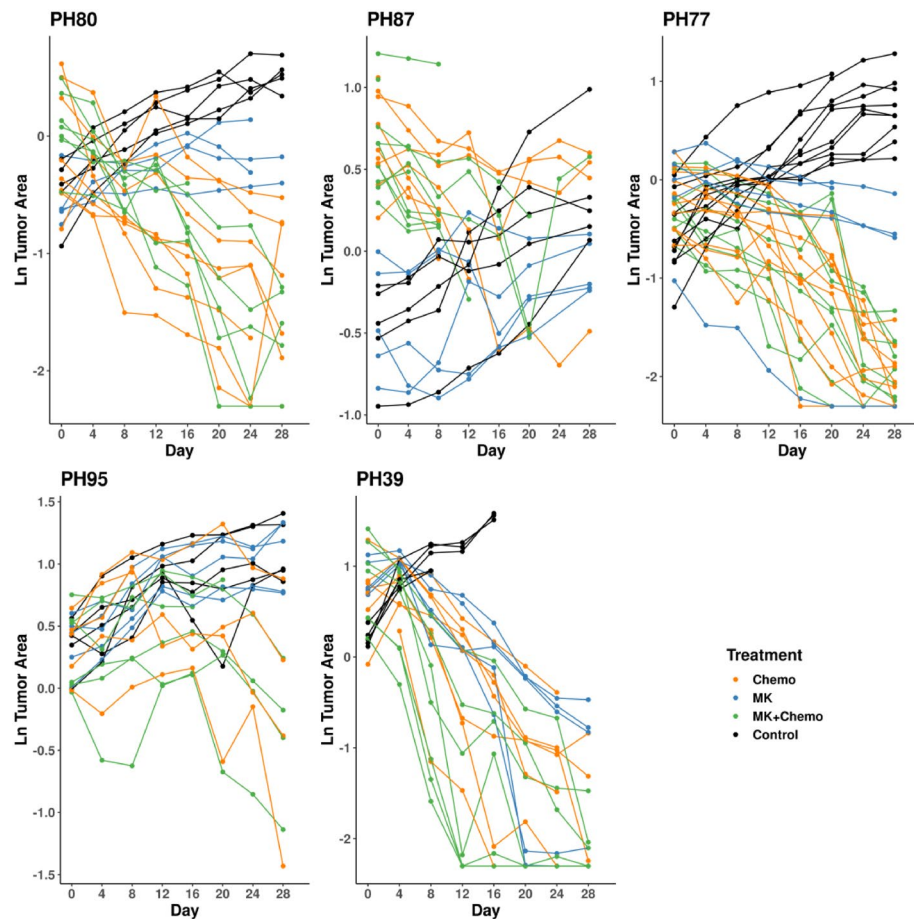 PH80
PH87
PH77
Ln Tumor Area
0
-1
-2
0 4 8 12 16 20 24 28
Day
Ln Tumor Area
1.0
0.5
0.0
-0.5
-1.0
0 4 8 12 16 20 24 28
Day
Ln Tumor Area
1
0
-1
-2
0 4 8 12 16 20 24 28
Day
PH95
PH39
Ln Tumor Area
1.5
1.0
0.5
0.0
-0.5
-1.0
-1.5
0 4 8 12 16 20 24 28
Day
Ln Tumor Area
1
0
-1
-2
0 4 8 12 16 20 24 28
Day
Treatment
Chemo
MK
MK+Chemo
Control